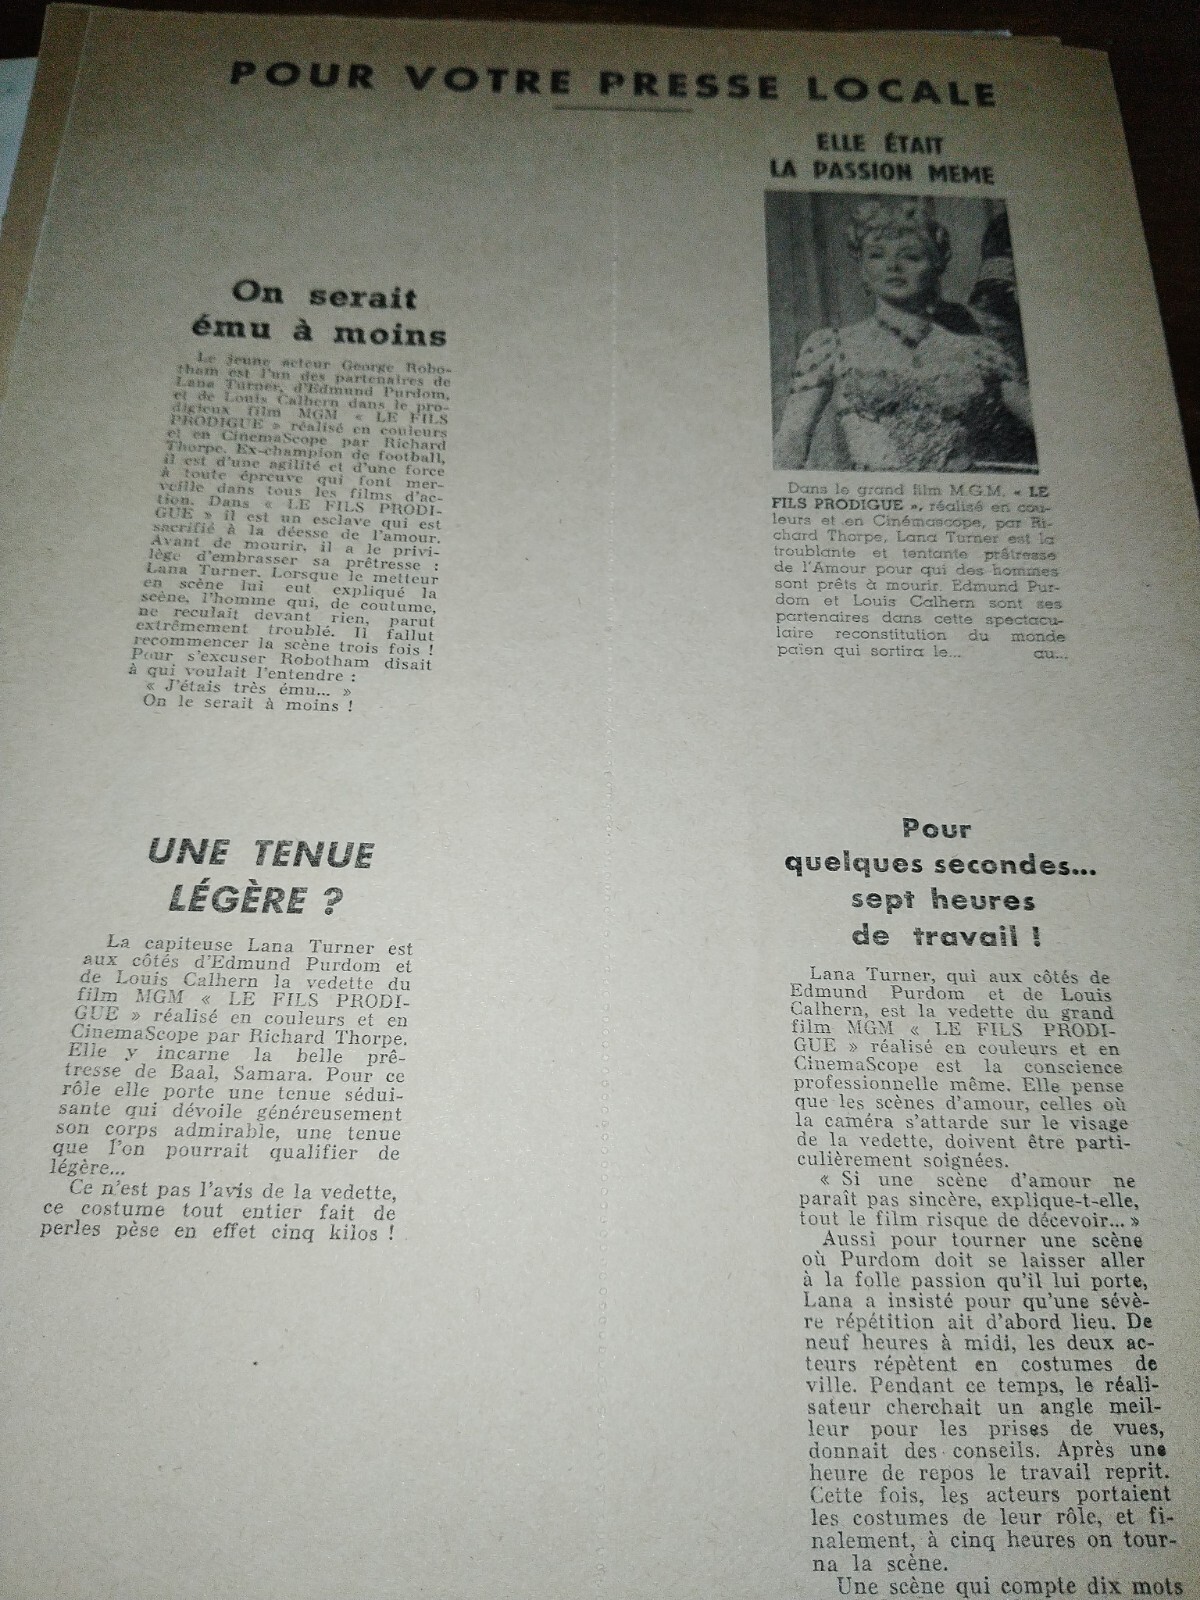 POUR VOTRE PRESSE LOCALE
On serait
ému à moins
Le jeune acteur George Robo-
tham est l'un des partenaires de
Lana Turner, d'Edmund Purdom,
et de Louis Calhern dans le pro-
digieux film MGM « LE FILS
PRODIGUE » réalisé en couleurs
et en CinemaScope par Richard
Thorpe. Ex-champion de football,
il est d'une agilité et d'une force
à toute épreuve qui font mer-
veille dans tous les films d'ac-
tion. Dans « LE FILS PRODI-
GUE » il est un esclave qui est
sacrifié à la déesse de l'amour.
Avant de mourir, il a le privi-
lège d'embrasser sa prêtresse :
Lana Turner. Lorsque le metteur
en scène lui eut expliqué la
scène, l'homme qui, de coutume,
ne reculait devant rien, parut
extrêmement troublé. Il fallut
recommencer la scène trois fois !
Pour s'excuser Robotham disait
à qui voulait l'entendre :
« J'étais très ému... »
On le serait à moins !
ELLE ÉTAIT
LA PASSION MEME
Dans le grand film M.G.M. « LE
FILS PRODIGUE », réalisé en cou-
leurs et en Cinémascope, par Ri-
chard Thorpe, Lana Turner est la
troublante et tentante prêtresse
de l'Amour pour qui des hommes
sont prêts à mourir. Edmund Pur-
dom et Louis Calhern sont ses
partenaires dans cette spectacu-
laire reconstitution du monde
païen qui sortira le... au...
UNE TENUE
LÉGÈRE ?
La capiteuse Lana Turner est
aux côtés d'Edmund Purdom et
de Louis Calhern la vedette du
film MGM « LE FILS PRODI-
GUE » réalisé en couleurs et en
CinemaScope par Richard Thorpe.
Elle y incarne la belle prê-
tresse de Baal, Samara. Pour ce
rôle elle porte une tenue sédui-
sante qui dévoile généreusement
son corps admirable, une tenue
que l'on pourrait qualifier de
légère...
Ce n'est pas l'avis de la vedette,
ce costume tout entier fait de
perles pèse en effet cinq kilos !
Pour
quelques secondes...
sept heures
de travail !
Lana Turner, qui aux côtés de
Edmund Purdom et de Louis
Calhern, est la vedette du grand
film MGM « LE FILS PRODI-
GUE » réalisé en couleurs et en
CinemaScope est la conscience
professionnelle même. Elle pense
que les scènes d'amour, celles où
la caméra s'attarde sur le visage
de la vedette, doivent être parti-
culièrement soignées.
« Si une scène d'amour ne
paraît pas sincère, explique-t-elle,
tout le film risque de décevoir... »
Aussi pour tourner une scène
où Purdom doit se laisser aller
à la folle passion qu'il lui porte,
Lana a insisté pour qu'une sévè-
re répétition ait d'abord lieu. De
neuf heures à midi, les deux ac-
teurs répètent en costumes de
ville. Pendant ce temps, le réali-
sateur cherchait un angle meil-
leur pour les prises de vues,
donnait des conseils. Après une
heure de repos le travail reprit.
Cette fois, les acteurs portaient
les costumes de leur rôle, et fi-
nalement, à cinq heures on tour-
na la scène.
Une scène qui compte dix mots